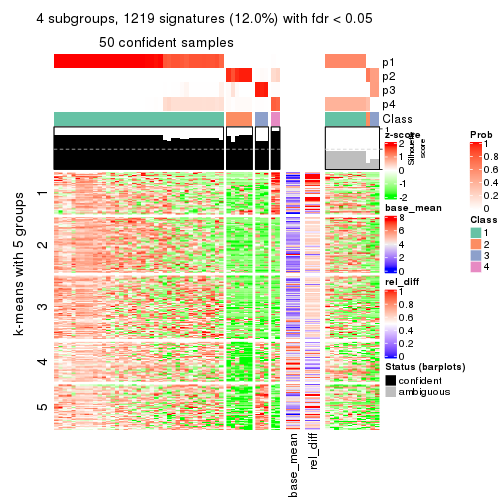 4 subgroups, 1219 signatures (12.0%) with fdr < 0.05
50 confident samples
p1
p2
p3
p4
Class
1
Silhouette
score
k-means with 5 groups
1
2
3
4
5
base_mean
rel_diff
z-score
2
1
0
-1
-2
base_mean
8
6
4
2
0
rel_diff
1
0.8
0.6
0.4
0.2
0
Status (barplots)
confident
ambiguous
Prob
1
0.8
0.6
0.4
0.2
0
Class
1
2
3
4